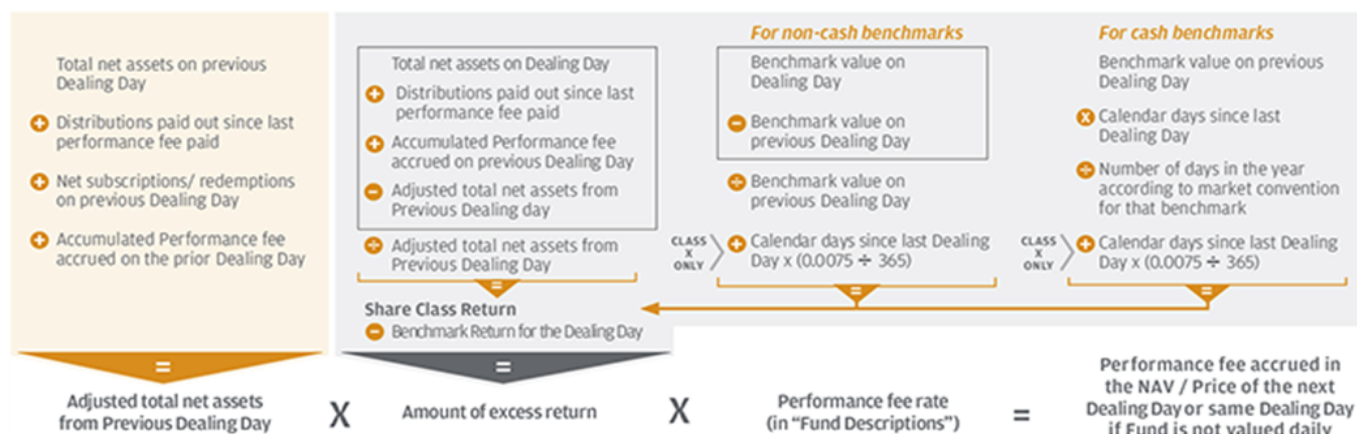 Total net assets on previous
Dealing Day
+ Distributions paid out since last
performance fee paid
+ Net subscriptions/ redemptions
on previous Dealing Day
+ Accumulated Performance fee
accrued on the prior Dealing Day
=
Adjusted total net assets
from Previous Dealing Day
X
Total net assets on Dealing Day
+ Distributions paid out since last
performance fee paid
+ Accumulated Performance fee
accrued on previous Dealing Day
− Adjusted total net assets from
Previous Dealing day
÷ Adjusted total net assets from
Previous Dealing Day
=
Share Class Return
− Benchmark Return for the Dealing Day
=
Amount of excess return
X
For non-cash benchmarks
Benchmark value on
Dealing Day
− Benchmark value on
previous Dealing Day
÷ Benchmark value on
previous Dealing Day
CLASS
X
ONLY
+ Calendar days since last Dealing
Day x (0.0075 ÷ 365)
=
For cash benchmarks
Benchmark value on previous
Dealing Day
x Calendar days since last
Dealing Day
÷ Number of days in the year
according to market convention
for that benchmark
CLASS
X
ONLY
+ Calendar days since last Dealing
Day x (0.0075 ÷ 365)
=
Performance fee rate
(in “Fund Descriptions”)
=
Performance fee accrued in
the NAV / Price of the next
Dealing Day or same Dealing Day
if Fund is not valued daily